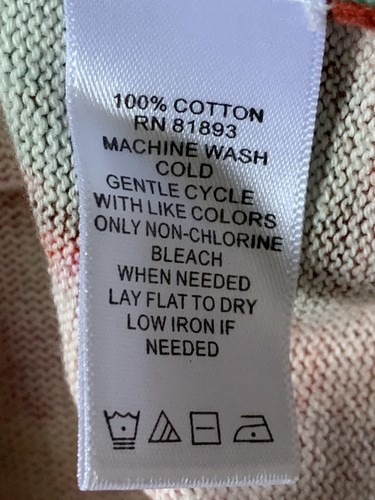 100% COTTON
RN 81893
MACHINE WASH
COLD
GENTLE CYCLE
WITH LIKE COLORS
ONLY NON-CHLORINE
BLEACH
WHEN NEEDED
LAY FLAT TO DRY
LOW IRON IF
NEEDED